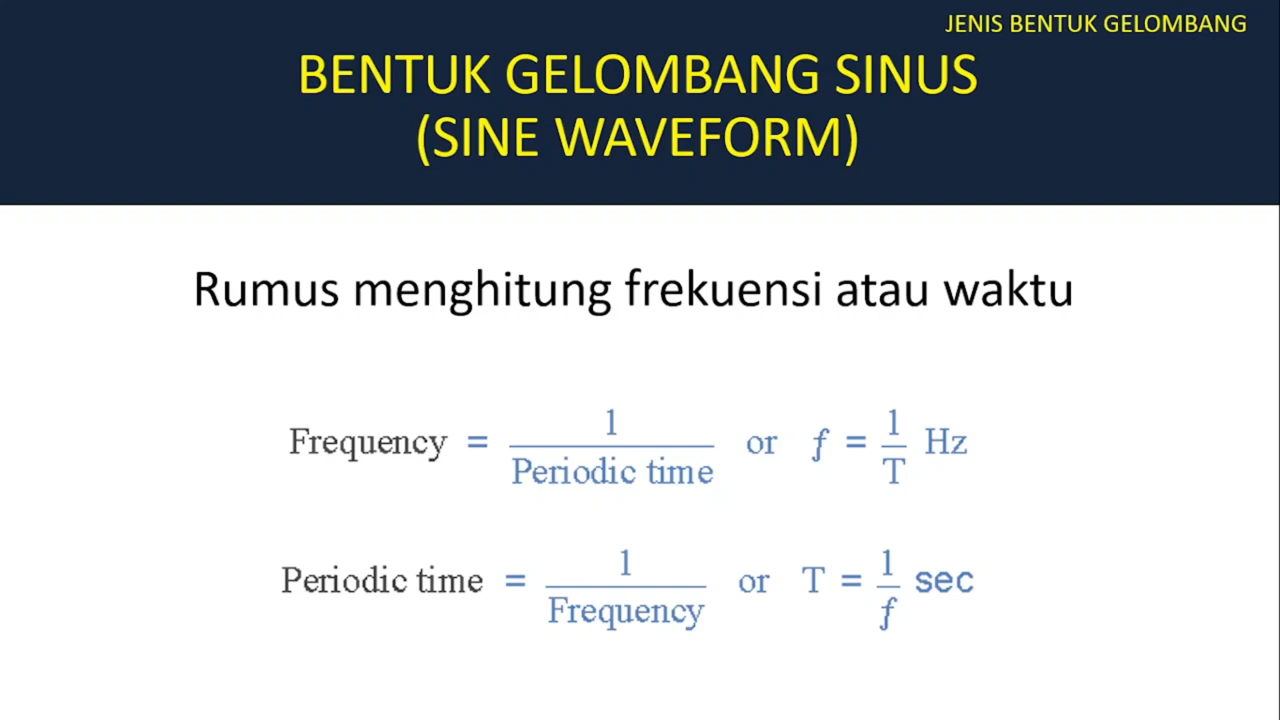 JENIS BENTUK GELOMBANG
BENTUK GELOMBANG SINUS
(SINE WAVEFORM)
Rumus menghitung frekuensi atau waktu
Frequency = 1 / Periodic time or ƒ = 1 / T Hz
Periodic time = 1 / Frequency or T = 1 / ƒ sec